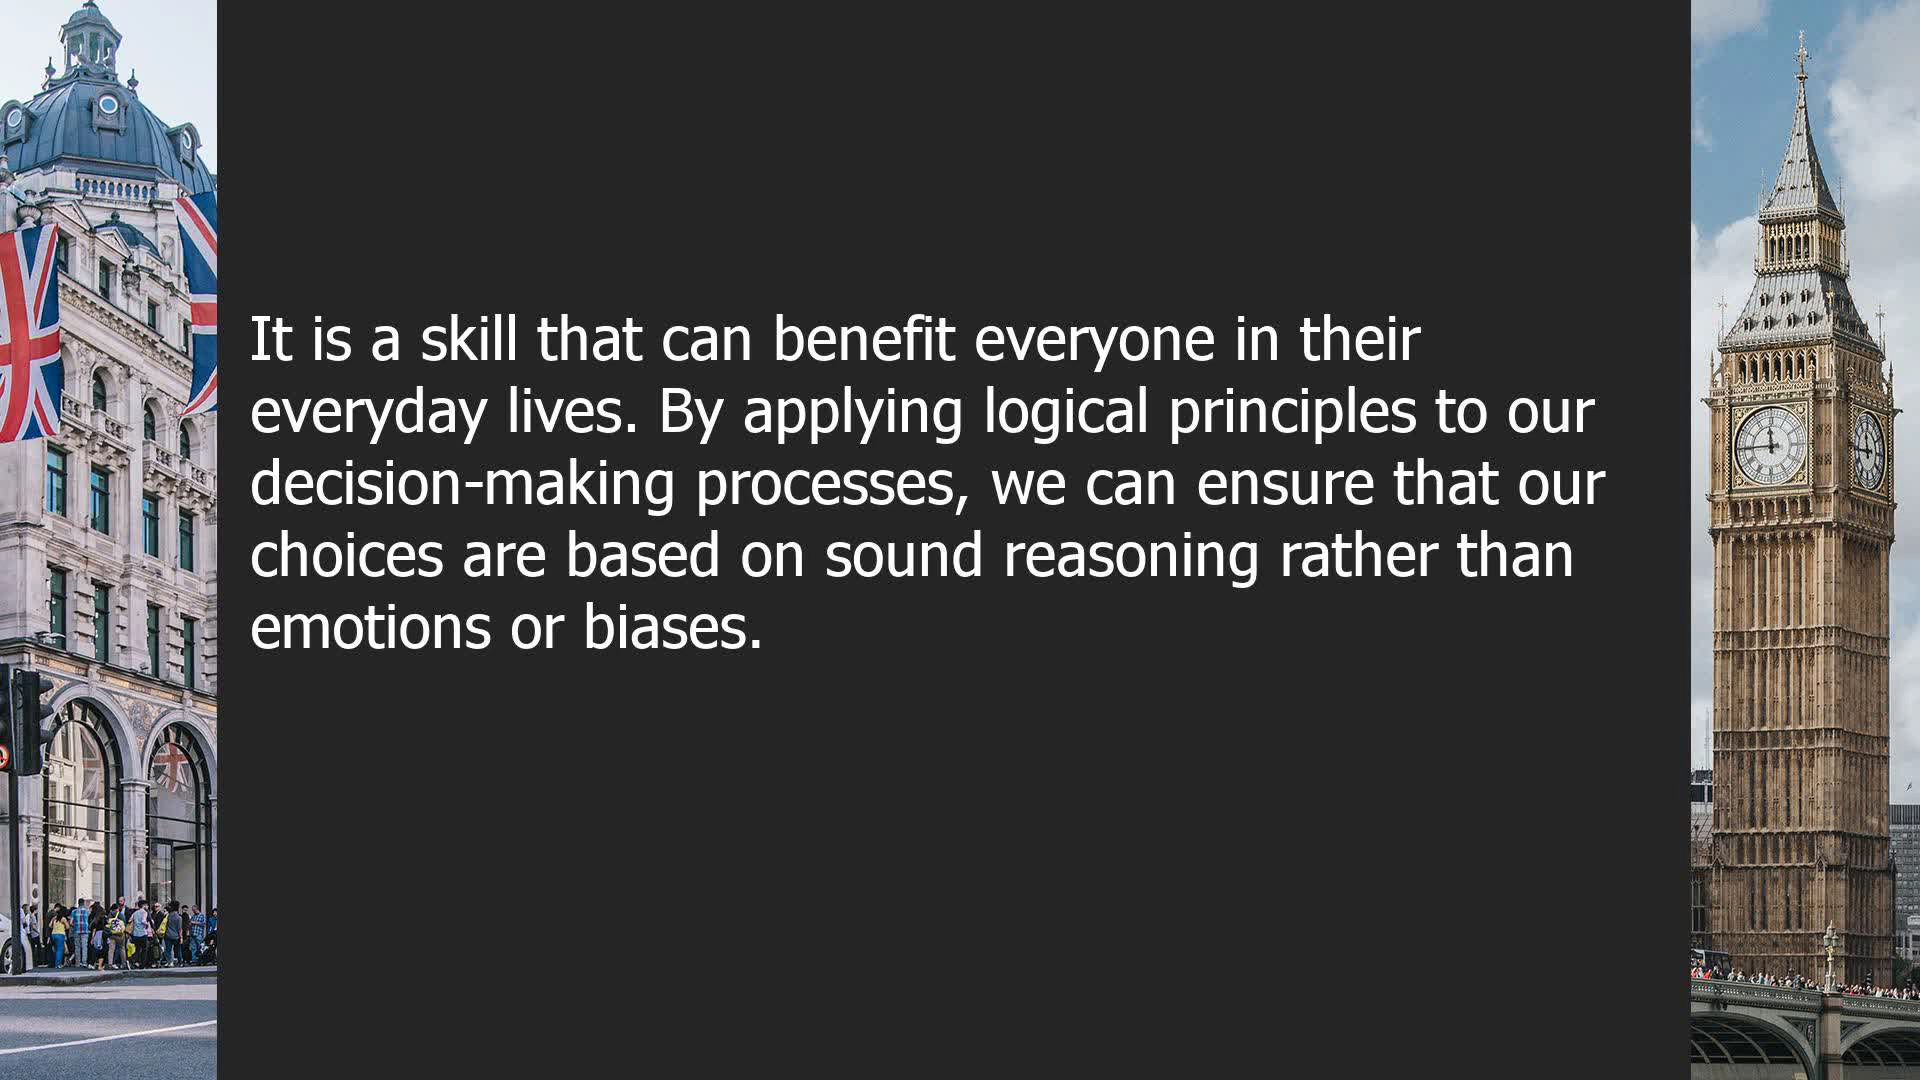 It is a skill that can benefit everyone in their
everyday lives. By applying logical principles to our
decision-making processes, we can ensure that our
choices are based on sound reasoning rather than
emotions or biases.